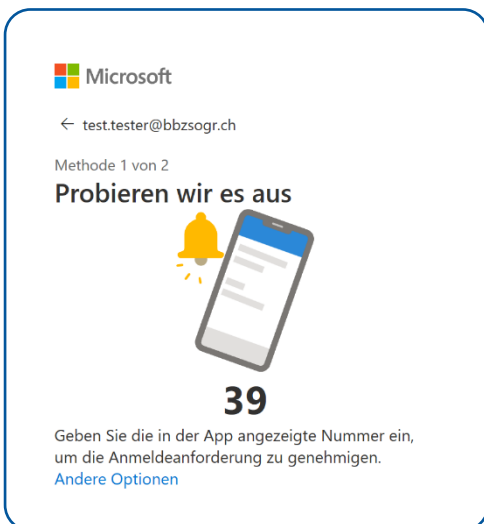 Microsoft
← test.tester@bbzsogr.ch
Methode 1 von 2
Probieren wir es aus
39
Geben Sie die in der App angezeigte Nummer ein,
um die Anmeldeanforderung zu genehmigen.
Andere Optionen